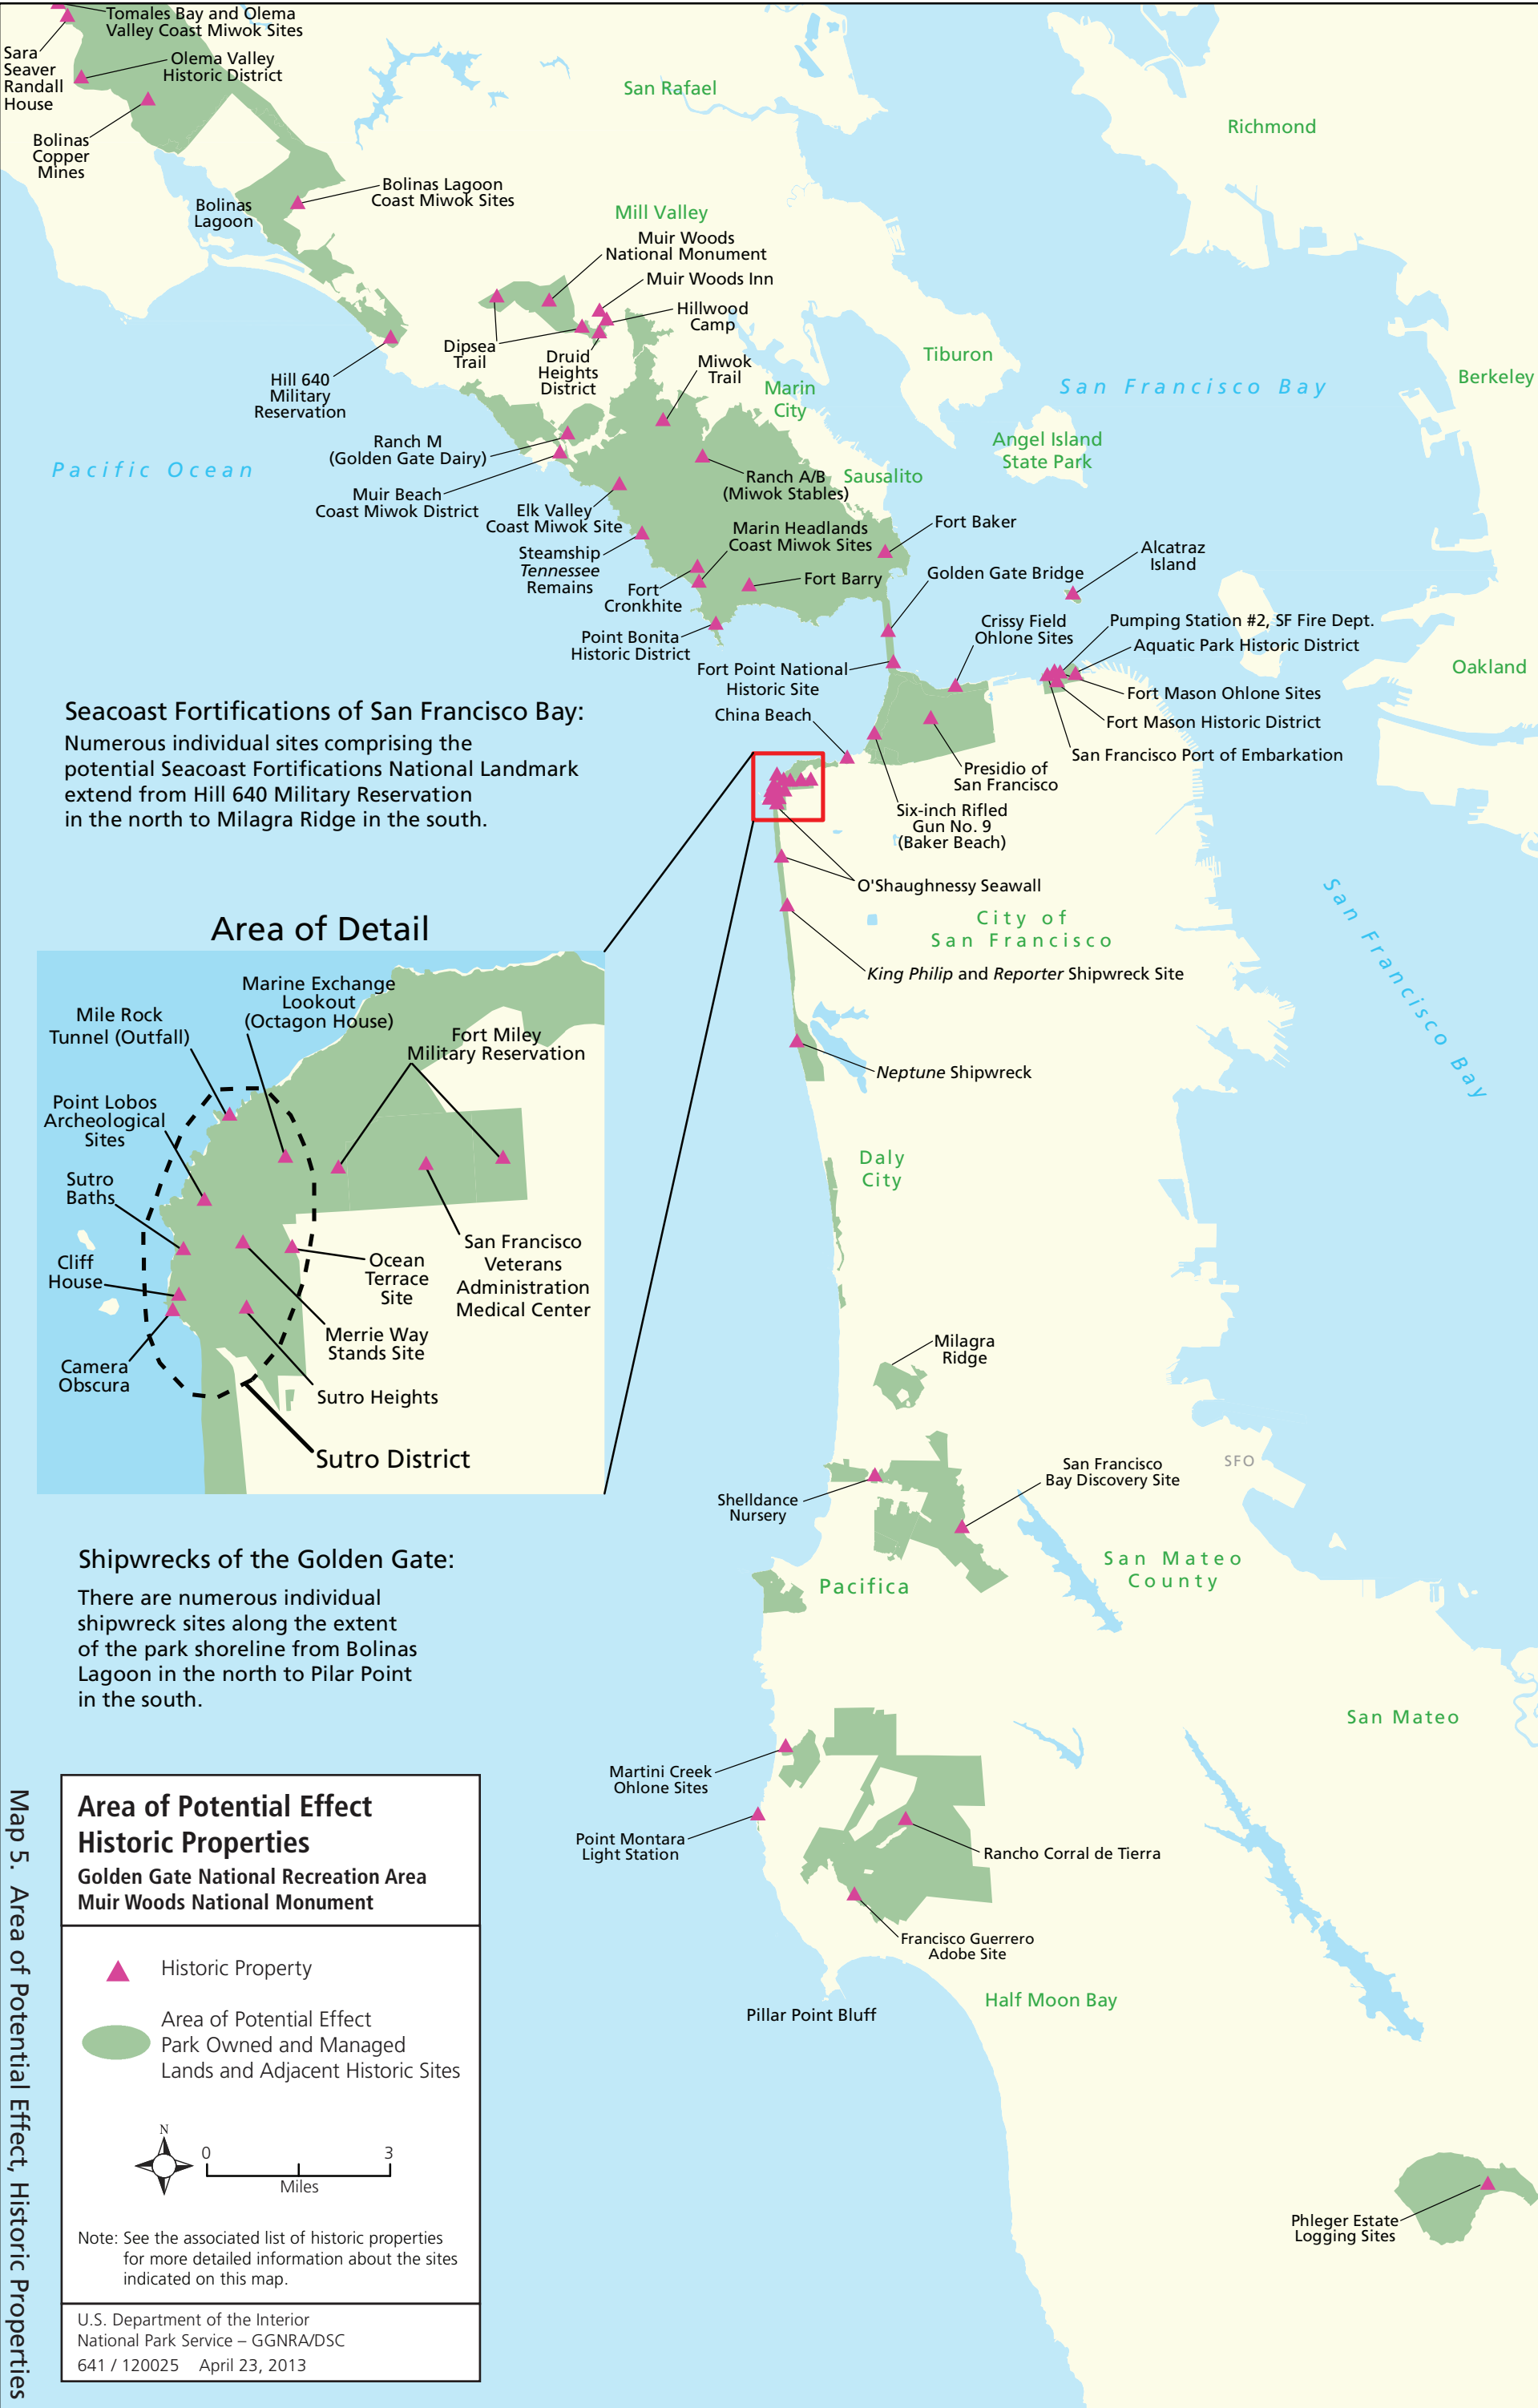 Tomales Bay and Olema
Valley Coast Miwok Sites
Sara
Seaver
Randall
House
Olema Valley
Historic District
Bolinas
Copper
Mines
Bolinas Lagoon
Coast Miwok Sites
Bolinas
Lagoon
San Rafael
Richmond
Mill Valley
Muir Woods
National Monument
Muir Woods Inn
Hillwood
Camp
Dipsea
Trail
Druid
Heights
District
Miwok
Trail
Marin
City
Tiburon
San Francisco Bay
Berkeley
Hill 640
Military
Reservation
Ranch M
(Golden Gate Dairy)
Angel Island
State Park
Pacific Ocean
Muir Beach
Coast Miwok District
Ranch A/B
(Miwok Stables)
Sausalito
Elk Valley
Coast Miwok Site
Marin Headlands
Coast Miwok Sites
Fort Baker
Steamship
Tennessee
Remains
Fort
Cronkhite
Fort Barry
Golden Gate Bridge
Alcatraz
Island
Point Bonita
Historic District
Crissy Field
Ohlone Sites
Pumping Station #2, SF Fire Dept.
Aquatic Park Historic District
Oakland
Fort Point National
Historic Site
Fort Mason Ohlone Sites
Fort Mason Historic District
San Francisco Port of Embarkation
China Beach
Presidio of
San Francisco
Six-inch Rifled
Gun No. 9
(Baker Beach)
Seacoast Fortifications of San Francisco Bay:
Numerous individual sites comprising the
potential Seacoast Fortifications National Landmark
extend from Hill 640 Military Reservation
in the north to Milagra Ridge in the south.
O'Shaughnessy Seawall
City of
San Francisco
King Philip and Reporter Shipwreck Site
San Francisco Bay
Neptune Shipwreck
Area of Detail
Marine Exchange
Lookout
(Octagon House)
Mile Rock
Tunnel (Outfall)
Fort Miley
Military Reservation
Point Lobos
Archeological
Sites
Sutro
Baths
Cliff
House
Camera
Obscura
Ocean
Terrace
Site
San Francisco
Veterans
Administration
Medical Center
Merrie Way
Stands Site
Sutro Heights
Sutro District
Daly
City
Milagra
Ridge
San Francisco
Bay Discovery Site
SFO
Shelldance
Nursery
San Mateo
County
Pacifica
Shipwrecks of the Golden Gate:
There are numerous individual
shipwreck sites along the extent
of the park shoreline from Bolinas
Lagoon in the north to Pilar Point
in the south.
San Mateo
Martini Creek
Ohlone Sites
Point Montara
Light Station
Rancho Corral de Tierra
Francisco Guerrero
Adobe Site
Half Moon Bay
Pillar Point Bluff
Phleger Estate
Logging Sites
Area of Potential Effect
Historic Properties
Golden Gate National Recreation Area
Muir Woods National Monument
Historic Property
Area of Potential Effect
Park Owned and Managed
Lands and Adjacent Historic Sites
N
0 3
Miles
Note: See the associated list of historic properties
for more detailed information about the sites
indicated on this map.
U.S. Department of the Interior
National Park Service – GGNRA/DSC
641 / 120025 April 23, 2013
Map 5. Area of Potential Effect, Historic Properties